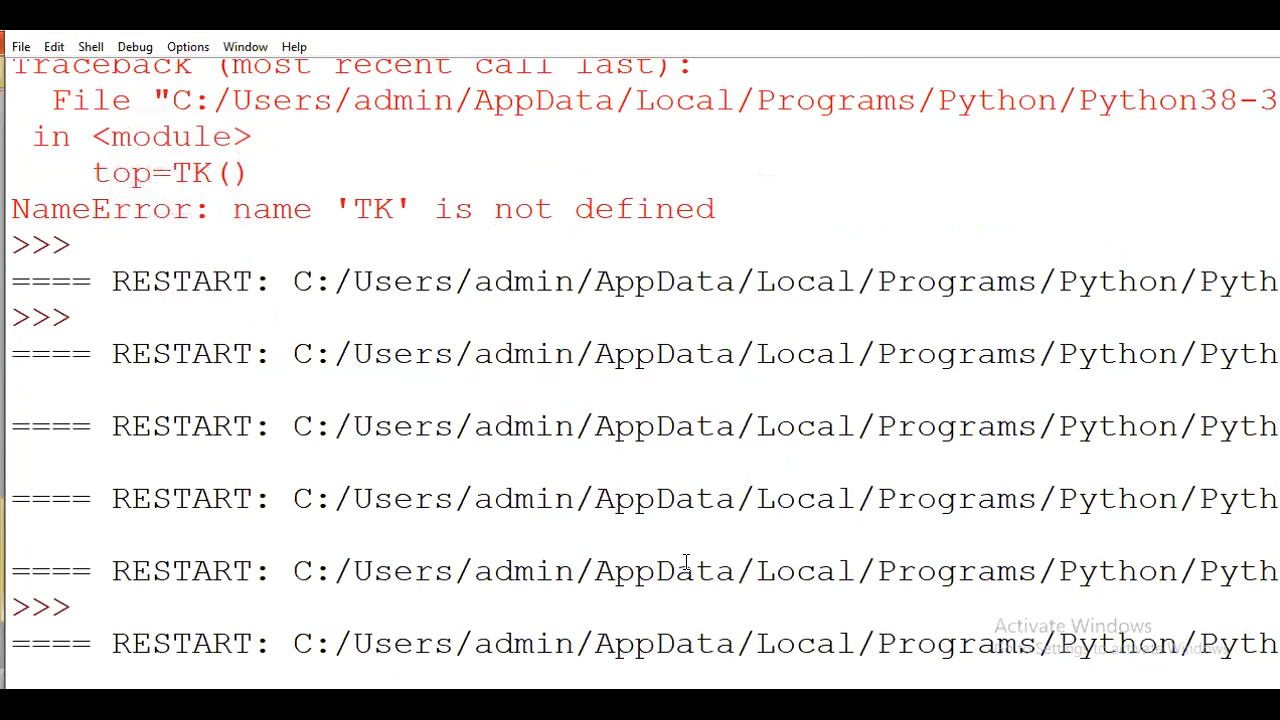 File Edit Shell Debug Options Window Help
Traceback (most recent call last):
File "C:/Users/admin/AppData/Local/Programs/Python/Python38-3
in <module>
top=TK()
NameError: name 'TK' is not defined
>>>
==== RESTART: C:/Users/admin/AppData/Local/Programs/Python/Pyth
>>>
==== RESTART: C:/Users/admin/AppData/Local/Programs/Python/Pyth
==== RESTART: C:/Users/admin/AppData/Local/Programs/Python/Pyth
==== RESTART: C:/Users/admin/AppData/Local/Programs/Python/Pyth
==== RESTART: C:/Users/admin/AppData/Local/Programs/Python/Pyth
>>>
Activate Windows
==== RESTART: C:/Users/admin/AppData/Local/Programs/Python/Pyth
Settings to activate Windows.